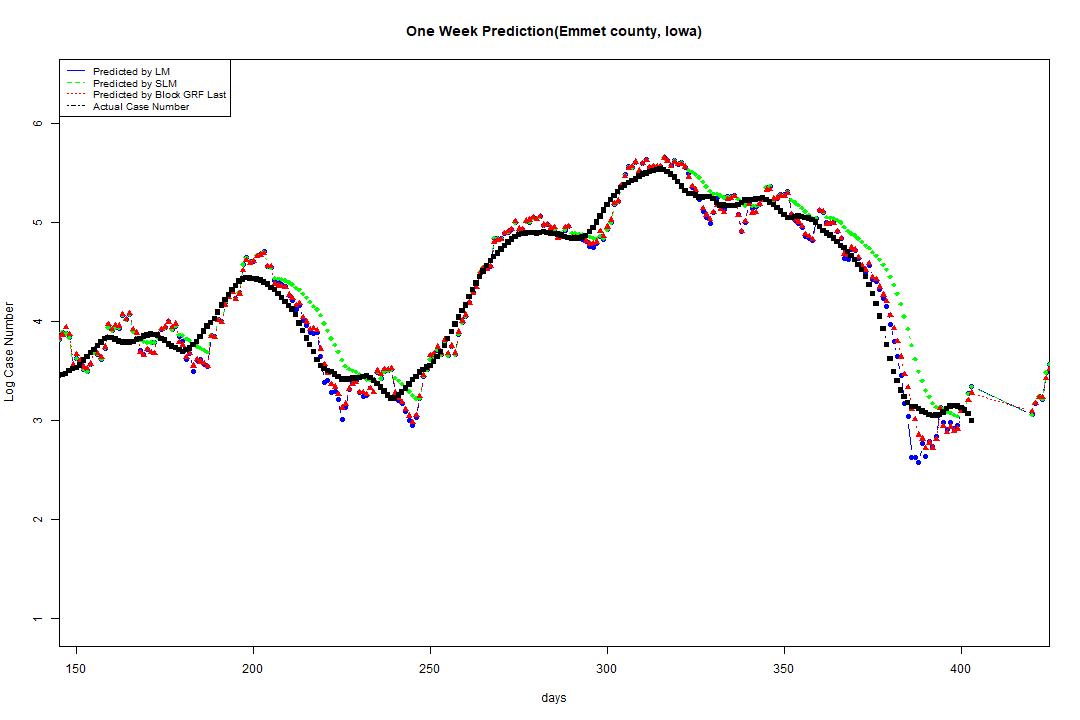 One Week Prediction(Emmet county, Iowa)
Predicted by LM
Predicted by SLM
Predicted by Block GRF Last
Actual Case Number
Log Case Number
6
5
4
3
2
1
150 200 250 300 350 400
days